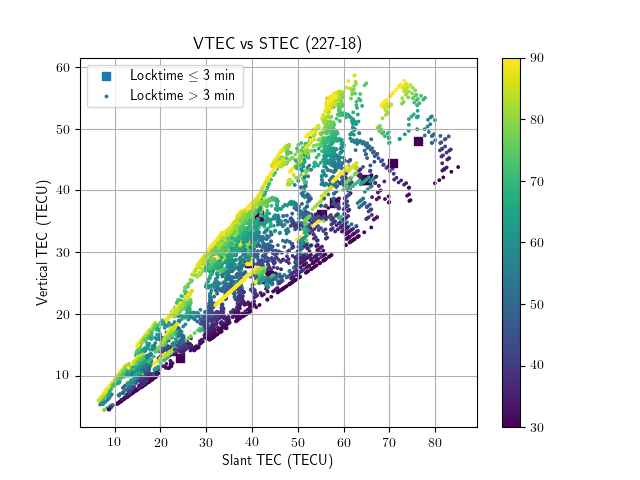 VTEC vs STEC (227-18)
Locktime ≤ 3 min
Locktime > 3 min
Vertical TEC (TECU)
60
50
40
30
20
10
10 20 30 40 50 60 70 80
Slant TEC (TECU)
90
80
70
60
50
40
30